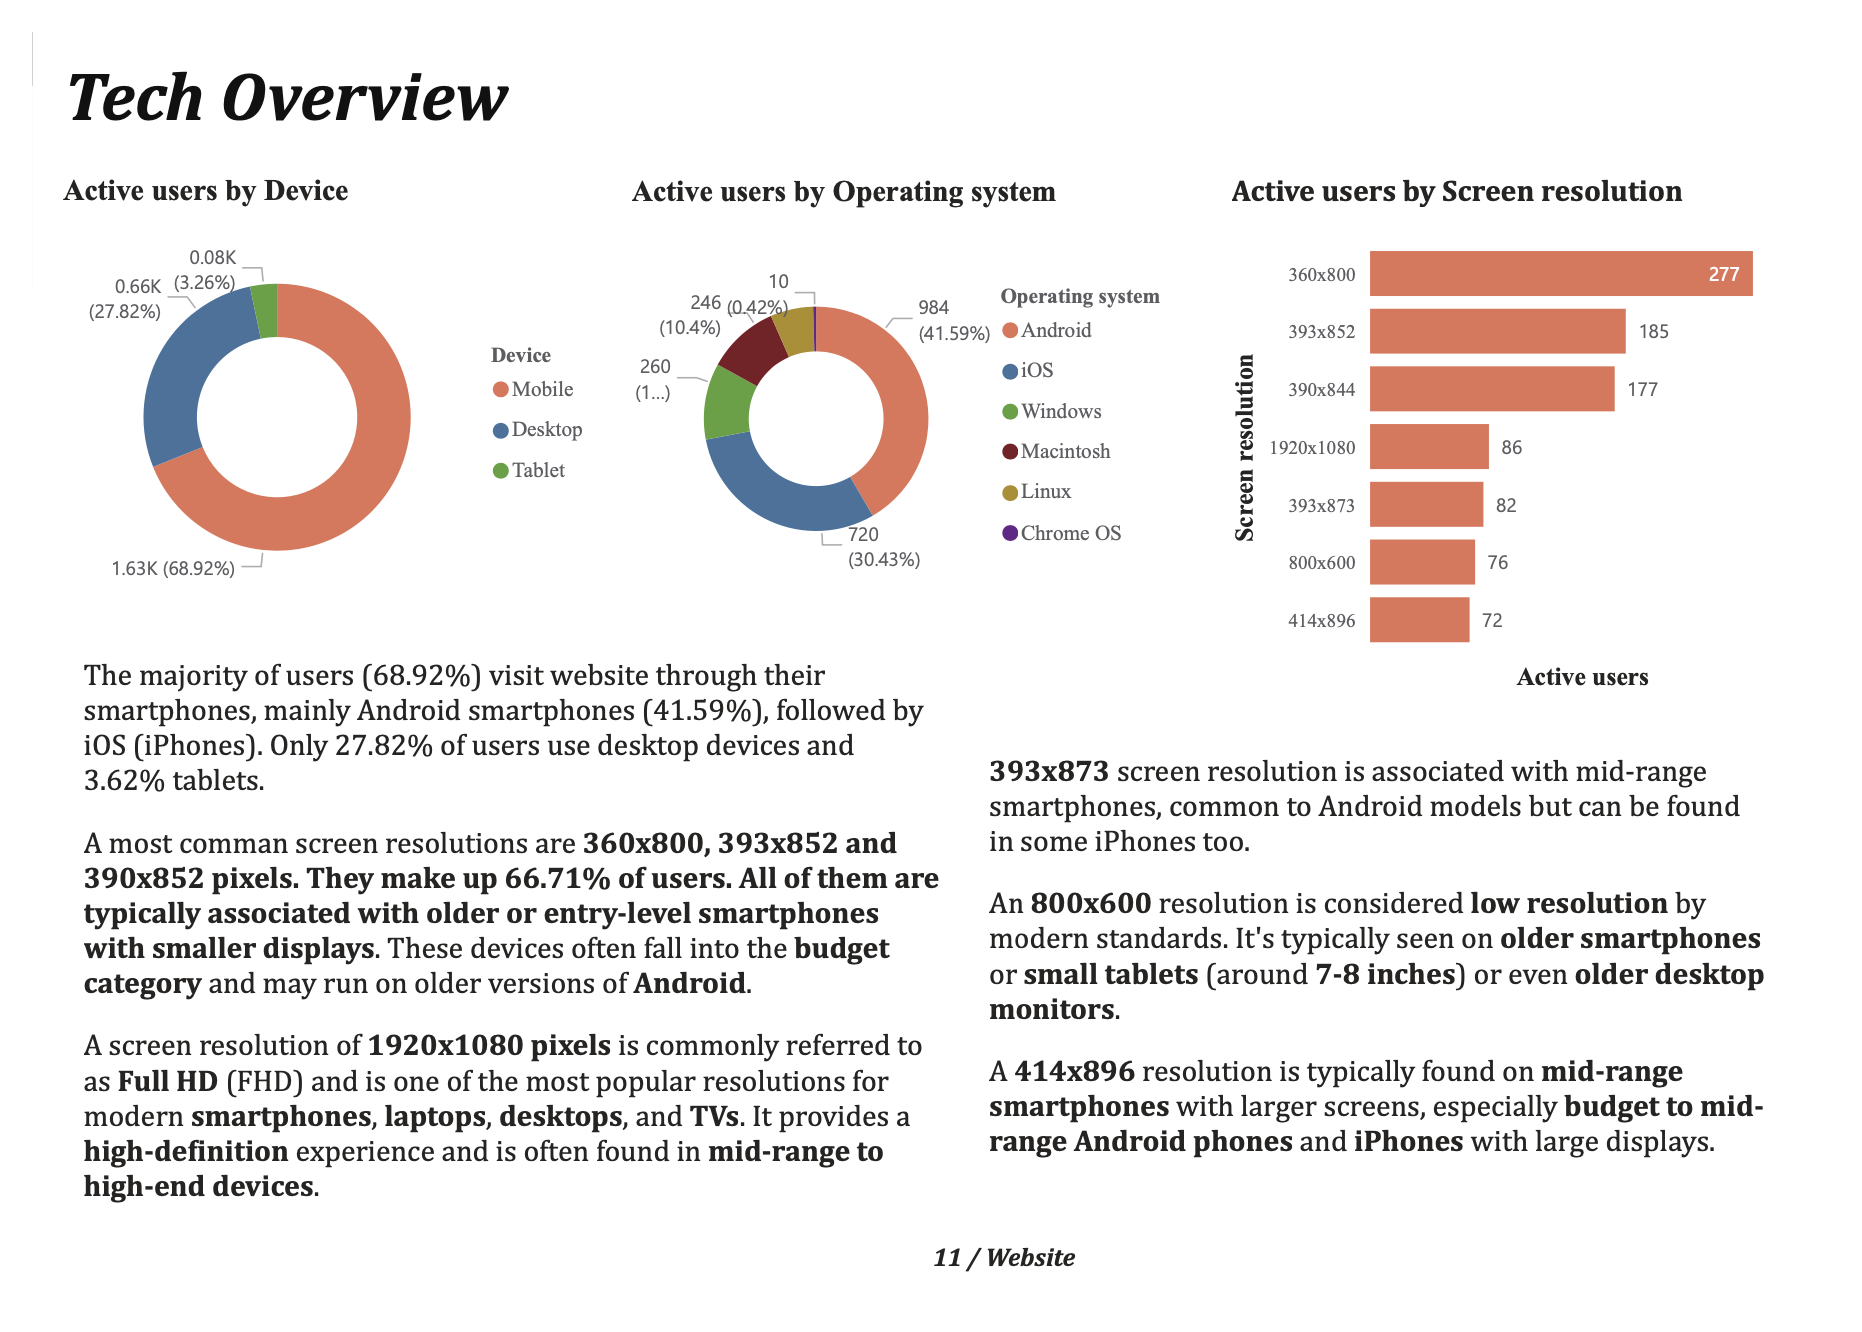 Tech Overview
Active users by Device
0.08K
(3.26%)
0.66K
(27.82%)
1.63K (68.92%)
Device
Mobile
Desktop
Tablet
Active users by Operating system
10
(0.42%)
246
(10.4%)
260
(1...)
984
(41.59%)
720
(30.43%)
Operating system
Android
iOS
Windows
Macintosh
Linux
Chrome OS
Active users by Screen resolution
Screen resolution
360x800 277
393x852 185
390x844 177
1920x1080 86
393x873 82
800x600 76
414x896 72
Active users
The majority of users (68.92%) visit website through their
smartphones, mainly Android smartphones (41.59%), followed by
iOS (iPhones). Only 27.82% of users use desktop devices and
3.62% tablets.
A most comman screen resolutions are 360x800, 393x852 and
390x852 pixels. They make up 66.71% of users. All of them are
typically associated with older or entry-level smartphones
with smaller displays. These devices often fall into the budget
category and may run on older versions of Android.
A screen resolution of 1920x1080 pixels is commonly referred to
as Full HD (FHD) and is one of the most popular resolutions for
modern smartphones, laptops, desktops, and TVs. It provides a
high-definition experience and is often found in mid-range to
high-end devices.
393x873 screen resolution is associated with mid-range
smartphones, common to Android models but can be found
in some iPhones too.
An 800x600 resolution is considered low resolution by
modern standards. It's typically seen on older smartphones
or small tablets (around 7-8 inches) or even older desktop
monitors.
A 414x896 resolution is typically found on mid-range
smartphones with larger screens, especially budget to mid-
range Android phones and iPhones with large displays.
11 / Website